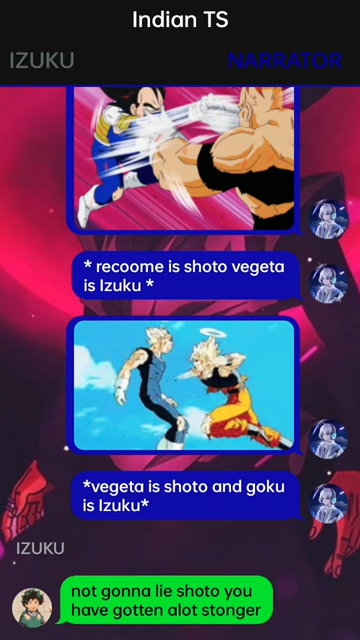 Indian TS
IZUKU
NARRATOR
* recoome is shoto vegeta
is Izuku *
*vegeta is shoto and goku
is Izuku*
IZUKU
not gonna lie shoto you
have gotten alot stonger